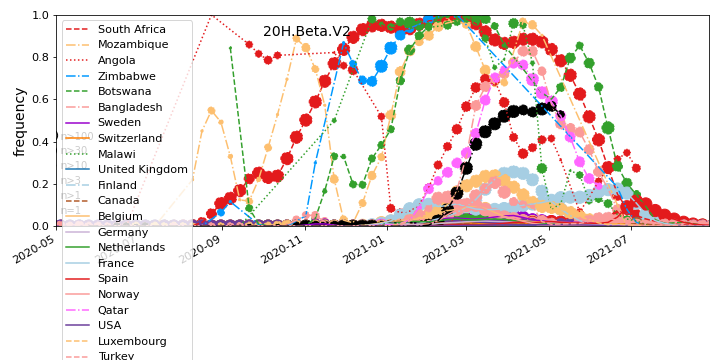 20H.Beta.V2
frequency
1.0
0.8
0.6
0.4
0.2
0.0
2020-05
2020-09
2020-11
2021-01
2021-03
2021-05
2021-07
South Africa
Mozambique
Angola
Zimbabwe
Botswana
Bangladesh
Sweden
Switzerland
Malawi
United Kingdom
Finland
Canada
Belgium
Germany
Netherlands
France
Spain
Norway
Qatar
USA
Luxembourg
Turkey